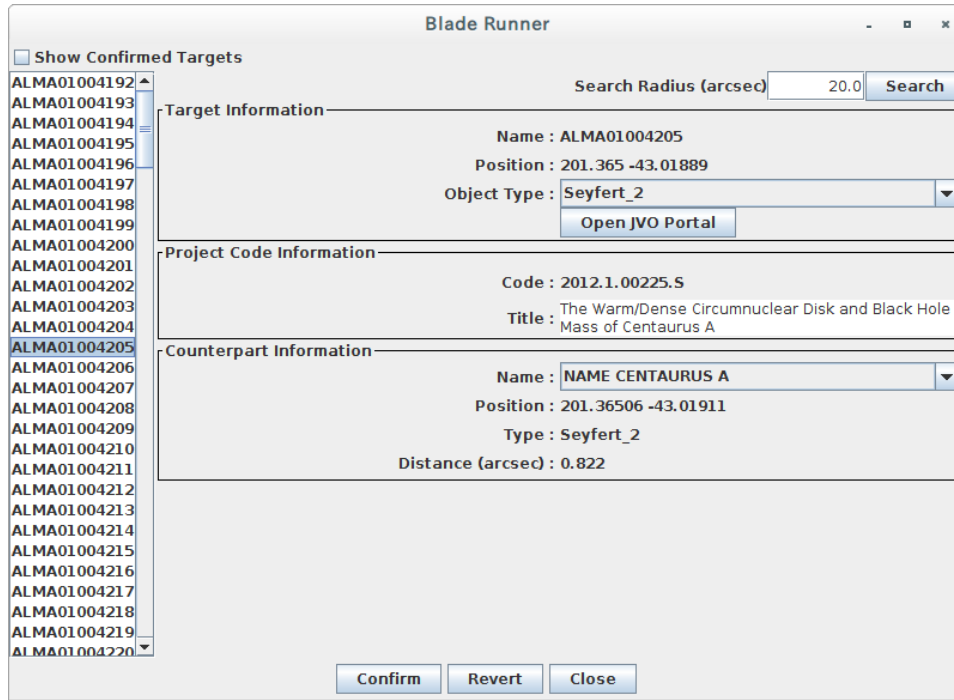 Blade Runner
Show Confirmed Targets
ALMA01004192
ALMA01004193
ALMA01004194
ALMA01004195
ALMA01004196
ALMA01004197
ALMA01004198
ALMA01004199
ALMA01004200
ALMA01004201
ALMA01004202
ALMA01004203
ALMA01004204
ALMA01004205
ALMA01004206
ALMA01004207
ALMA01004208
ALMA01004209
ALMA01004210
ALMA01004211
ALMA01004212
ALMA01004213
ALMA01004214
ALMA01004215
ALMA01004216
ALMA01004217
ALMA01004218
ALMA01004219
ALMA01004220
Search Radius (arcsec) 20.0 Search
Target Information
Name : ALMA01004205
Position : 201.365 -43.01889
Object Type : Seyfert_2
Open JVO Portal
Project Code Information
Code : 2012.1.00225.S
Title : The Warm/Dense Circumnuclear Disk and Black Hole
Mass of Centaurus A
Counterpart Information
Name : NAME CENTAURUS A
Position : 201.36506 -43.01911
Type : Seyfert_2
Distance (arcsec) : 0.822
Confirm Revert Close